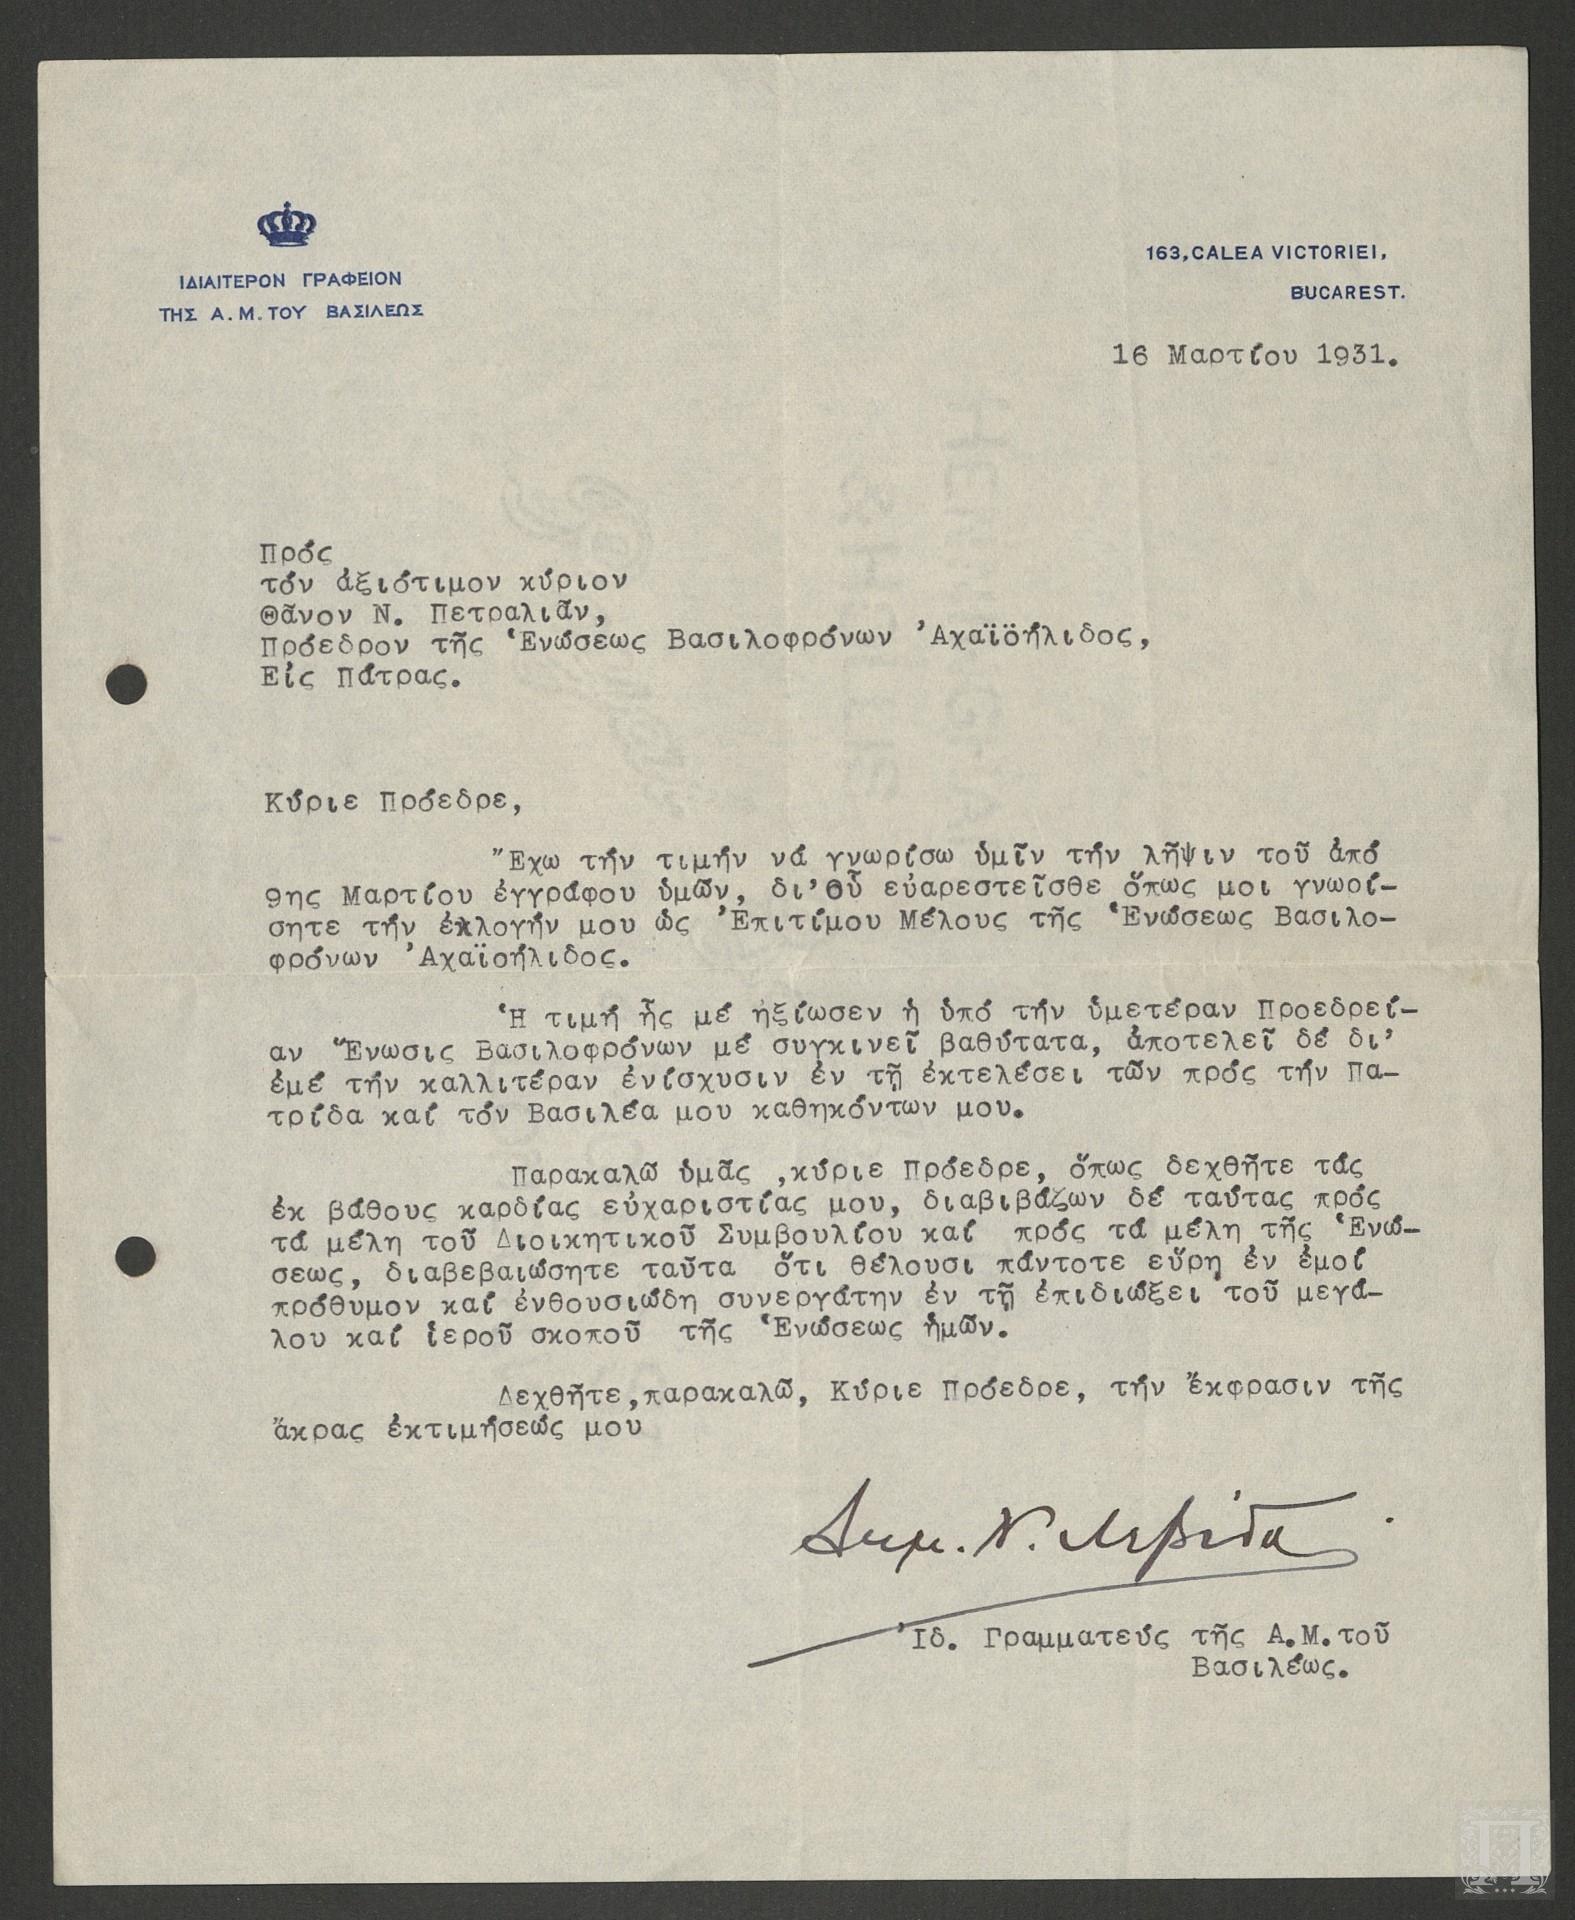 ΙΔΙΑΙΤΕΡΟΝ ΓΡΑΦΕΙΟΝ
ΤΗΣ Α.Μ.ΤΟΥ ΒΑΣΙΛΕΩΣ
163,CALEA VICTORIEI,
BUCAREST.
16 Μαρτίου 1931.
Πρός
τόν ἀξιότιμον κύριον
Θᾶνον Ν. Πετραλιᾶν,
Πρόεδρον τῆς Ἑνώσεως Βασιλοφρόνων Ἀχαϊοήλιδος,
Εἰς Πάτρας.
Κύριε Πρόεδρε,
Ἔχω τήν τιμήν νά γνωρίσω ὑμῖν τήν λῆψιν τοῦ ἀπό
9ης Μαρτίου ἐγγράφου ὑμῶν, δι'οὗ εὐαρεστεῖσθε ὅπως μοι γνωρί-
σητε τήν ἐκλογήν μου ὡς Ἐπιτίμου Μέλους τῆς Ἑνώσεως Βασιλο-
φρόνων Ἀχαϊοήλιδος.
Ἡ τιμή ἧς μέ ἠξίωσεν ἡ ὑπό τήν ὑμετέραν Προεδρεί-
αν Ἕνωσις Βασιλοφρόνων μέ συγκινεῖ βαθύτατα, ἀποτελεῖ δέ δι'
ἐμέ τήν καλλιτέραν ἐνίσχυσιν ἐν τῇ ἐκτελέσει τῶν πρός τήν Πα-
τρίδα καί τόν Βασιλέα μου καθηκόντων μου.
Παρακαλῶ ὑμᾶς ,κύριε Πρόεδρε, ὅπως δεχθῆτε τάς
ἐκ βάθους καρδίας εὐχαριστίας μου, διαβιβάζων δέ ταύτας πρός
τά μέλη τοῦ Διοικητικοῦ Συμβουλίου καί πρός τά μέλη τῆς Ἑνώ-
σεως, διαβεβαιώσητε ταῦτα ὅτι θέλουσι πάντοτε εὕρη ἐν ἐμοί
πρόθυμον καί ἐνθουσιώδη συνεργάτην ἐν τῇ ἐπιδιώξει τοῦ μεγά-
λου καί ἱεροῦ σκοποῦ τῆς Ἑνώσεως ἡμῶν.
Δεχθῆτε,παρακαλῶ, Κύριε Πρόεδρε, τήν ἔκφρασιν τῆς
ἄκρας ἐκτιμήσεώς μου
Δημ. Ν. Λεβίδη
Ἰδ. Γραμματεύς τῆς Α.Μ.τοῦ
Βασιλέως.